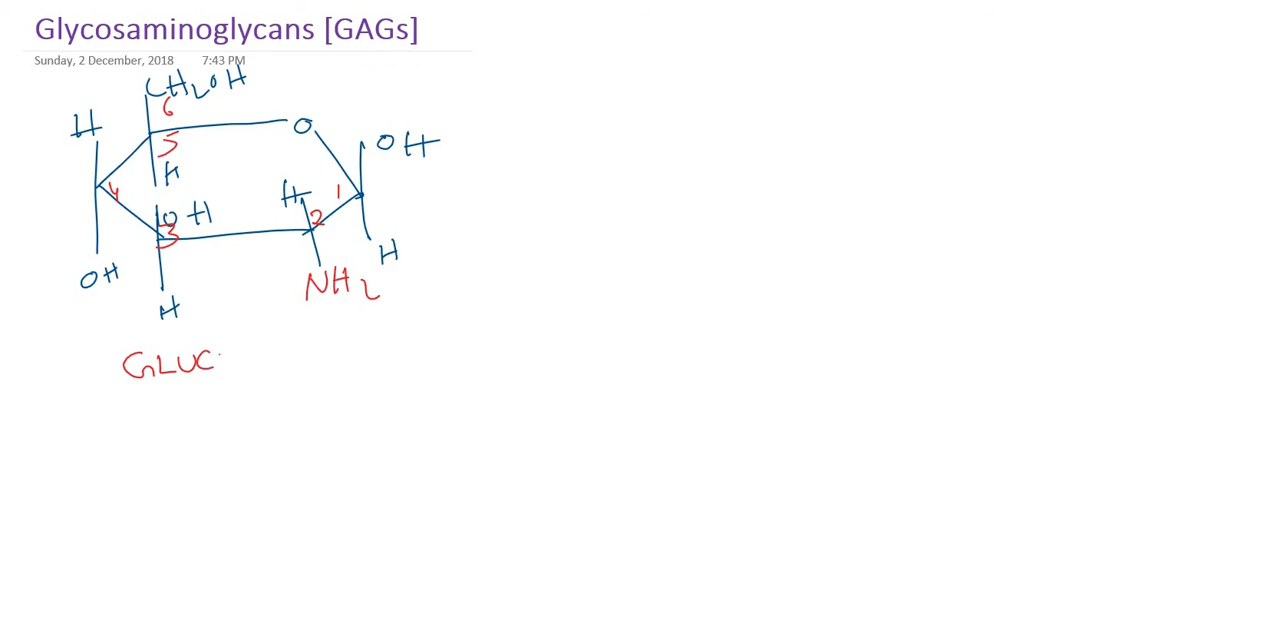 Glycosaminoglycans [GAGs]
Sunday, 2 December, 2018 7:43 PM
CH2OH
6
H
O
5
OH
H
4
H
1
OH
2
3
H
OH
NH2
H
GLUC